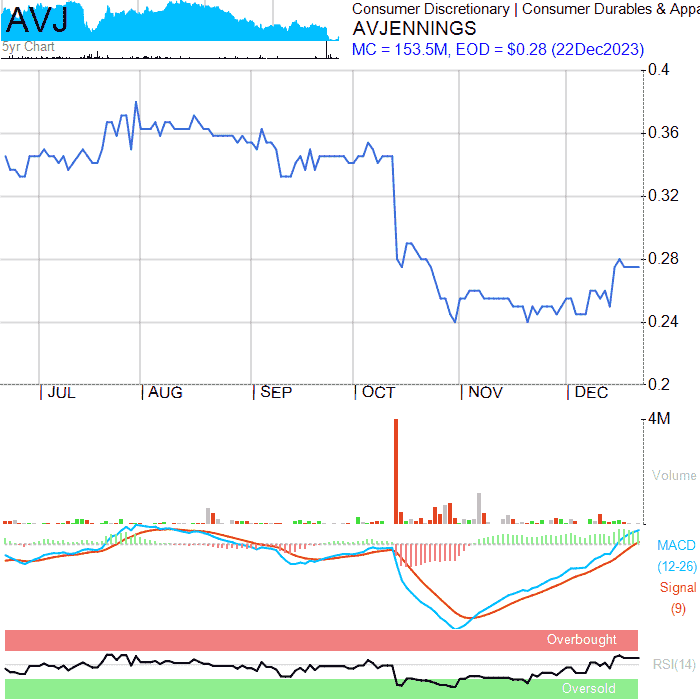 AVJ
5yr Chart
Consumer Discretionary | Consumer Durables & Appa
AVJENNINGS
MC = 153.5M, EOD = $0.28 (22Dec2023)
0.4
0.36
0.32
0.28
0.24
0.2
JUL
AUG
SEP
OCT
NOV
DEC
4M
Volume
MACD
(12-26)
Signal
(9)
Overbought
RSI(14)
Oversold